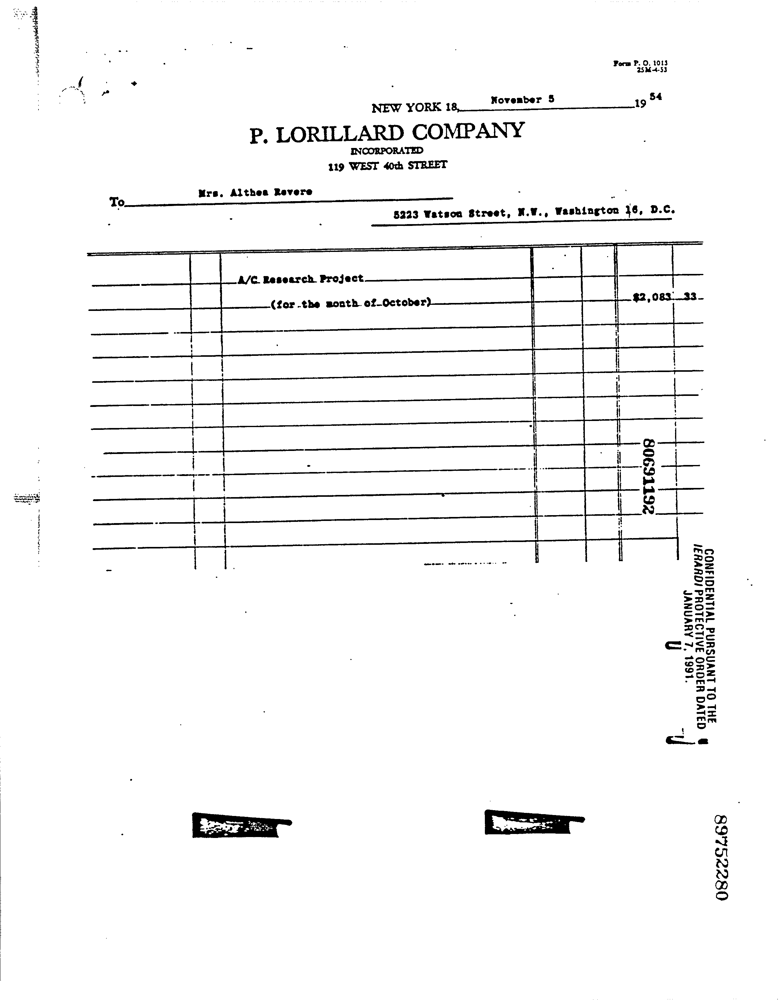 Form P. O. 1013
25M-4-53
NEW YORK 18, November 5 19 54
P. LORILLARD COMPANY
INCORPORATED
119 WEST 40th STREET
To Mrs. Althea Revere
5223 Watson Street, N.W., Washington 16, D.C.
A/C Research Project
(for the month of October) $2,083 33
80691192
CONFIDENTIAL PURSUANT TO THE
IERARDI PROTECTIVE ORDER DATED
JANUARY 7, 1991.
89752280